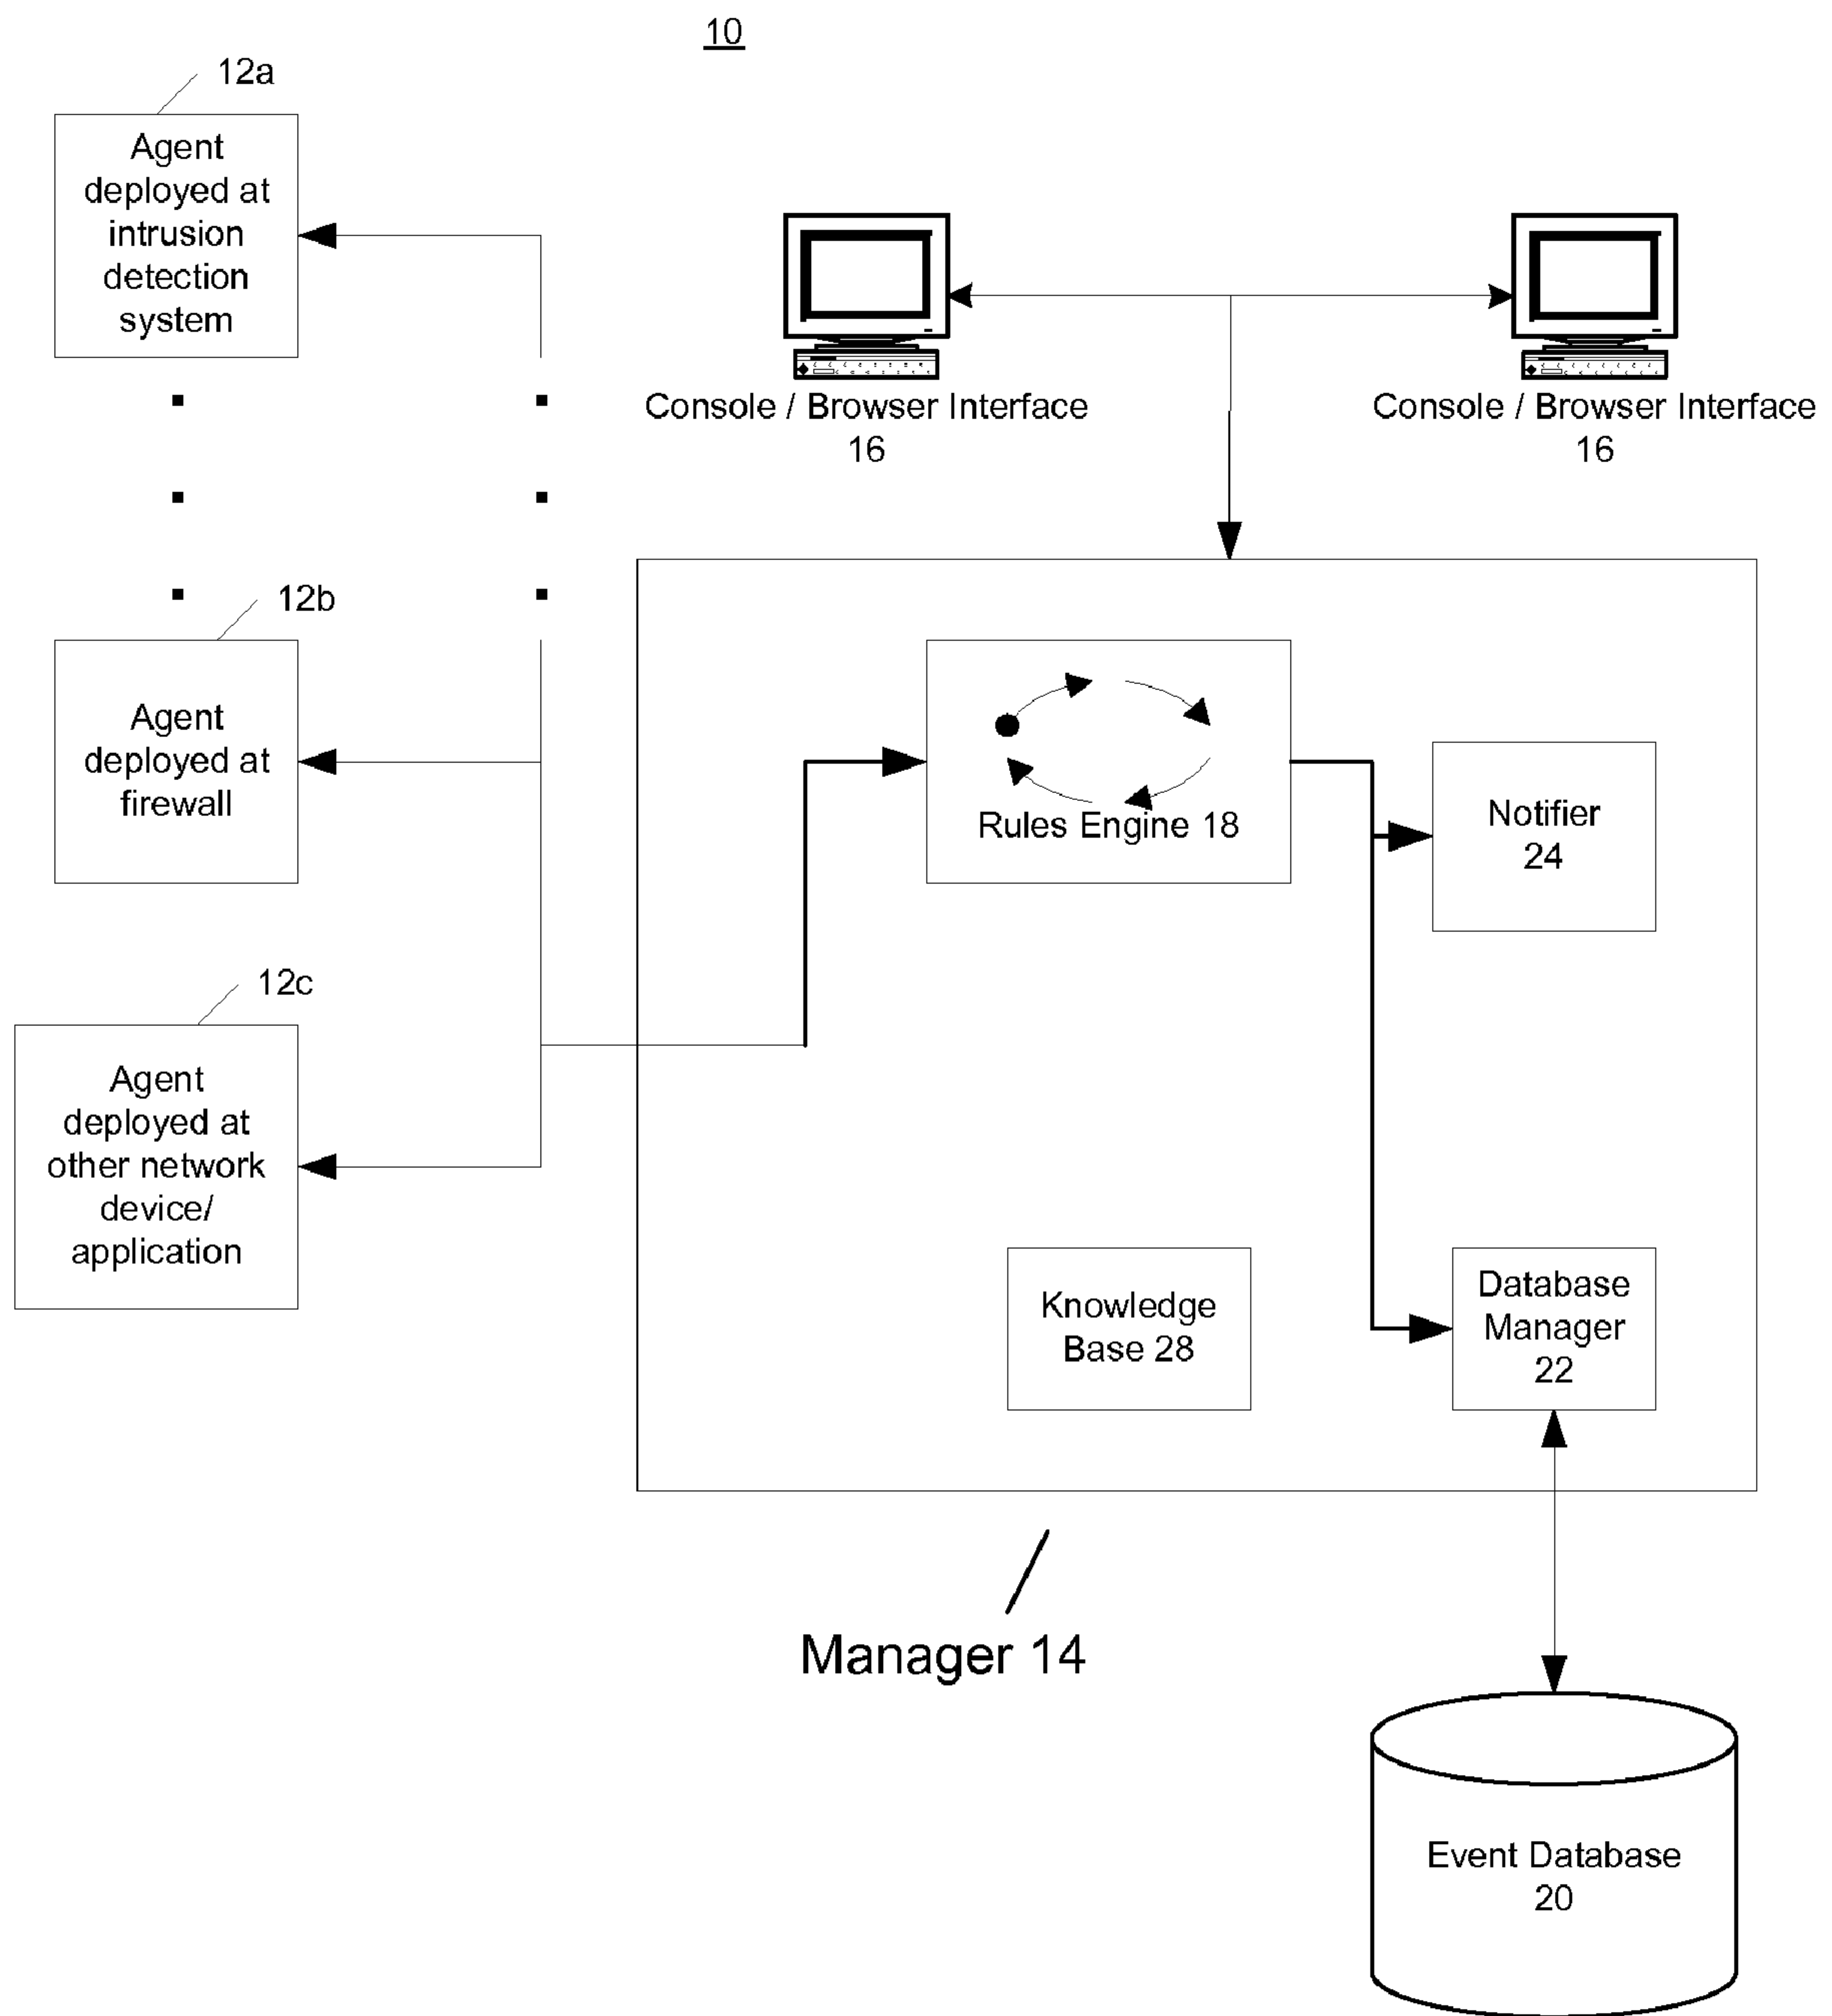 10
12a
Agent
deployed at
intrusion
detection
system
Console / Browser Interface
16
Console / Browser Interface
16
12b
Agent
deployed at
firewall
Rules Engine 18
Notifier
24
12c
Agent
deployed at
other network
device/
application
Knowledge
Base 28
Database
Manager
22
Manager 14
Event Database
20